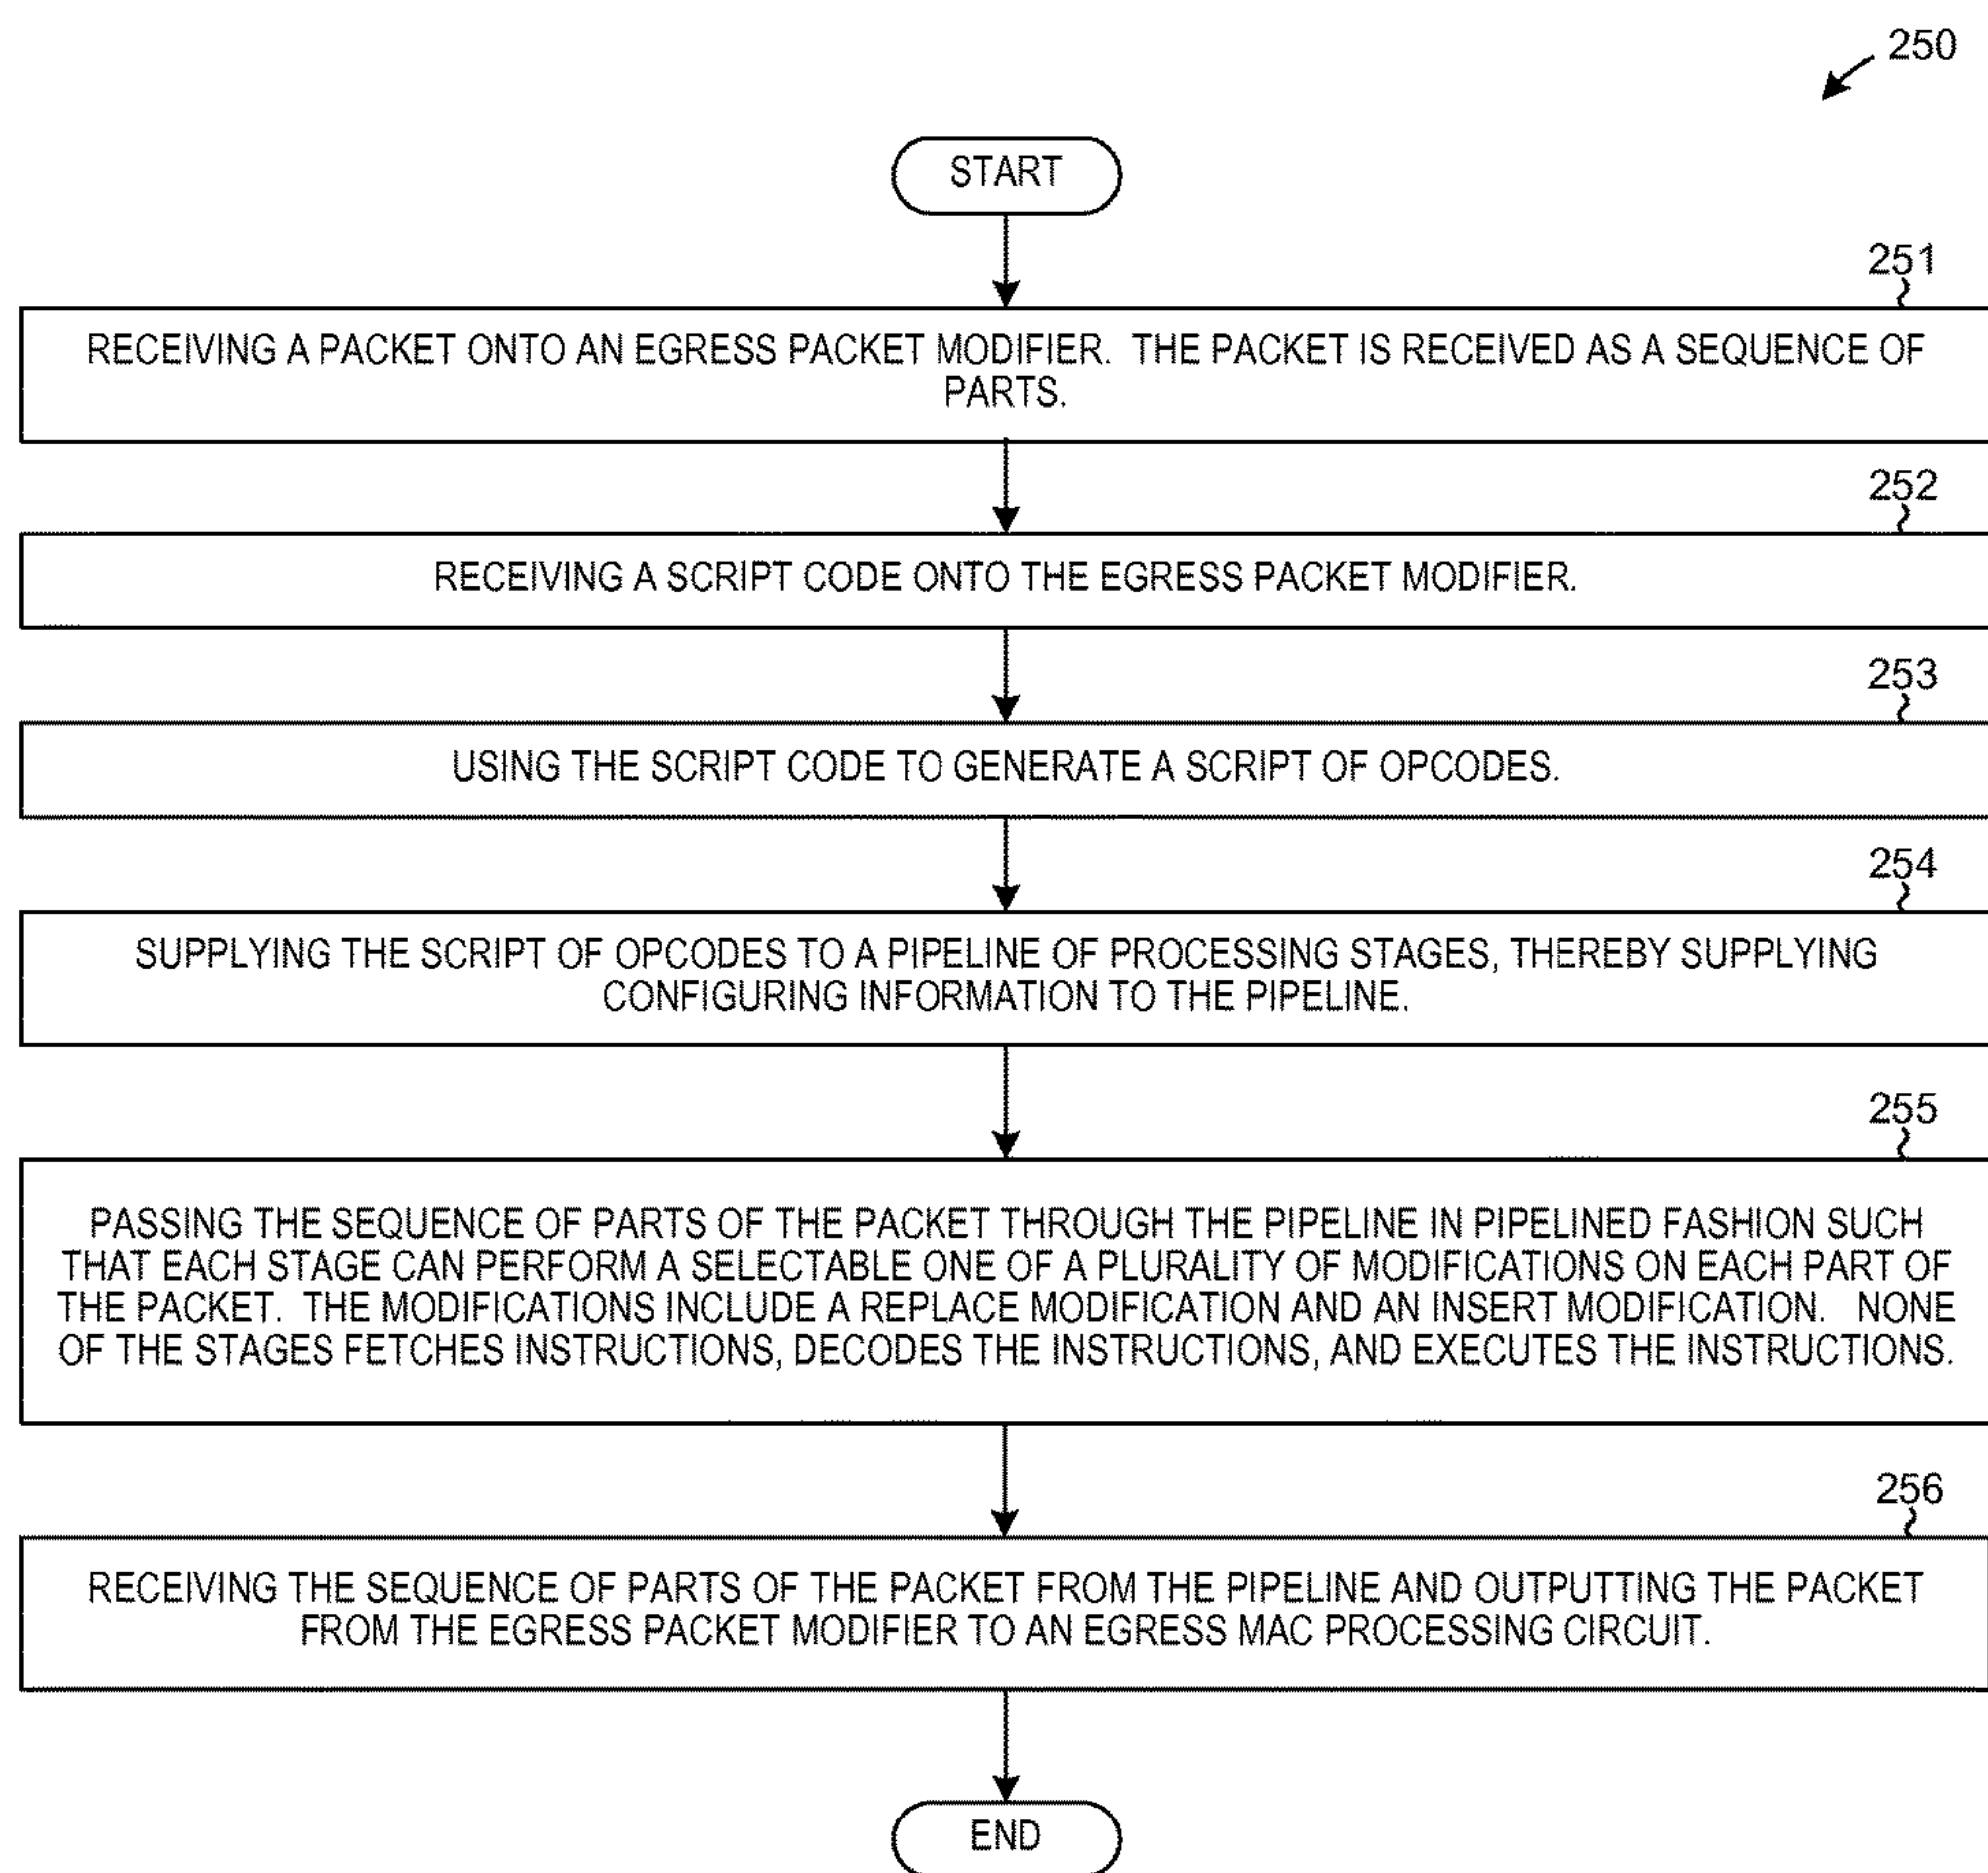 250
START
251
RECEIVING A PACKET ONTO AN EGRESS PACKET MODIFIER. THE PACKET IS RECEIVED AS A SEQUENCE OF
PARTS.
252
RECEIVING A SCRIPT CODE ONTO THE EGRESS PACKET MODIFIER.
253
USING THE SCRIPT CODE TO GENERATE A SCRIPT OF OPCODES.
254
SUPPLYING THE SCRIPT OF OPCODES TO A PIPELINE OF PROCESSING STAGES, THEREBY SUPPLYING
CONFIGURING INFORMATION TO THE PIPELINE.
255
PASSING THE SEQUENCE OF PARTS OF THE PACKET THROUGH THE PIPELINE IN PIPELINED FASHION SUCH
THAT EACH STAGE CAN PERFORM A SELECTABLE ONE OF A PLURALITY OF MODIFICATIONS ON EACH PART OF
THE PACKET. THE MODIFICATIONS INCLUDE A REPLACE MODIFICATION AND AN INSERT MODIFICATION. NONE
OF THE STAGES FETCHES INSTRUCTIONS, DECODES THE INSTRUCTIONS, AND EXECUTES THE INSTRUCTIONS.
256
RECEIVING THE SEQUENCE OF PARTS OF THE PACKET FROM THE PIPELINE AND OUTPUTTING THE PACKET
FROM THE EGRESS PACKET MODIFIER TO AN EGRESS MAC PROCESSING CIRCUIT.
END